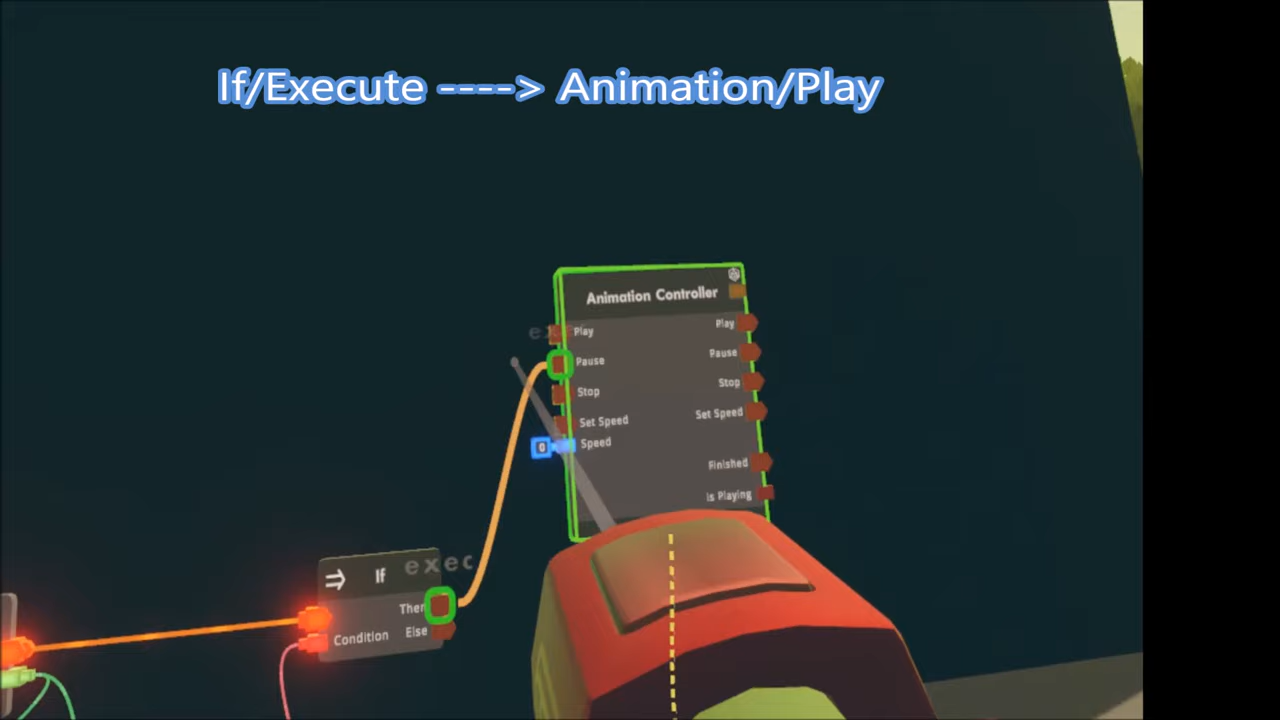 If/Execute ----> Animation/Play
Animation Controller
exe
Play
Play
Pause
Pause
Stop
Stop
Set Speed
Set Speed
0
Speed
Finished
Is Playing
If
exec
Then
Condition
Else